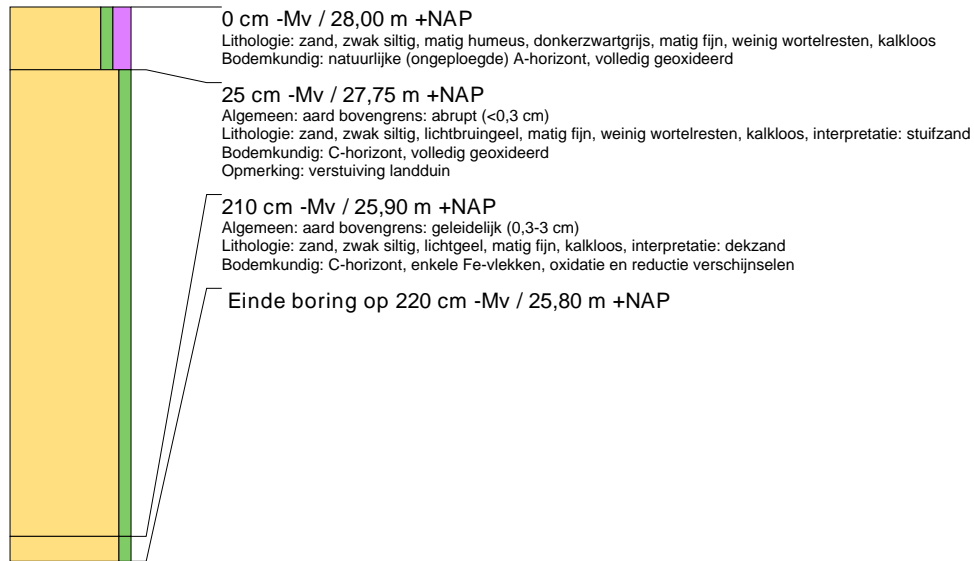 0 cm -Mv / 28,00 m +NAP
Lithologie: zand, zwak siltig, matig humeus, donkerzwartgrijs, matig fijn, weinig wortelresten, kalkloos
Bodemkundig: natuurlijke (ongeploegde) A-horizont, volledig geoxideerd
25 cm -Mv / 27,75 m +NAP
Algemeen: aard bovengrens: abrupt (<0,3 cm)
Lithologie: zand, zwak siltig, lichtbruingeel, matig fijn, weinig wortelresten, kalkloos, interpretatie: stuifzand
Bodemkundig: C-horizont, volledig geoxideerd
Opmerking: verstuiving landduin
210 cm -Mv / 25,90 m +NAP
Algemeen: aard bovengrens: geleidelijk (0,3-3 cm)
Lithologie: zand, zwak siltig, lichtgeel, matig fijn, kalkloos, interpretatie: dekzand
Bodemkundig: C-horizont, enkele Fe-vlekken, oxidatie en reductie verschijnselen
Einde boring op 220 cm -Mv / 25,80 m +NAP